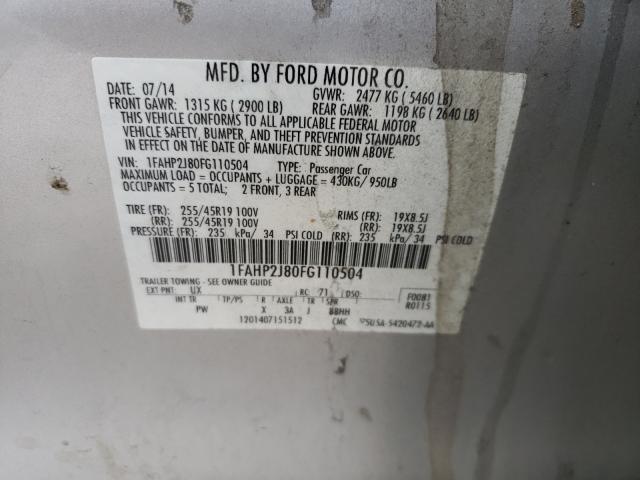 MFD. BY FORD MOTOR CO.
DATE: 07/14 GVWR: 2477 KG ( 5460 LB)
FRONT GAWR: 1315 KG ( 2900 LB) REAR GAWR: 1198 KG ( 2640 LB)
THIS VEHICLE CONFORMS TO ALL APPLICABLE FEDERAL MOTOR
VEHICLE SAFETY, BUMPER, AND THEFT PREVENTION STANDARDS
IN EFFECT ON THE DATE OF MANUFACTURE SHOWN ABOVE.
VIN: 1FAHP2J80FG110504 TYPE: Passenger Car
MAXIMUM LOAD = OCCUPANTS + LUGGAGE = 430KG/ 950LB
OCCUPANTS = 5 TOTAL; 2 FRONT, 3 REAR
TIRE (FR): 255/45R19 100V RIMS (FR): 19X8.5J
(RR): 255/45R19 100V (RR): 19X8.5J
PRESSURE (FR): 235 kPa/ 34 PSI COLD (RR): 235 kPa/ 34 PSI COLD
1FAHP2J80FG110504
TRAILER TOWING - SEE OWNER GUIDE
EXT PNT: UX RC: 71 DSO: F0081
INT TR TP/PS R AXLE TR SPR R0115
PW X 3A J BBHH
1201407151512 CMC 5U5A-5420472-AA